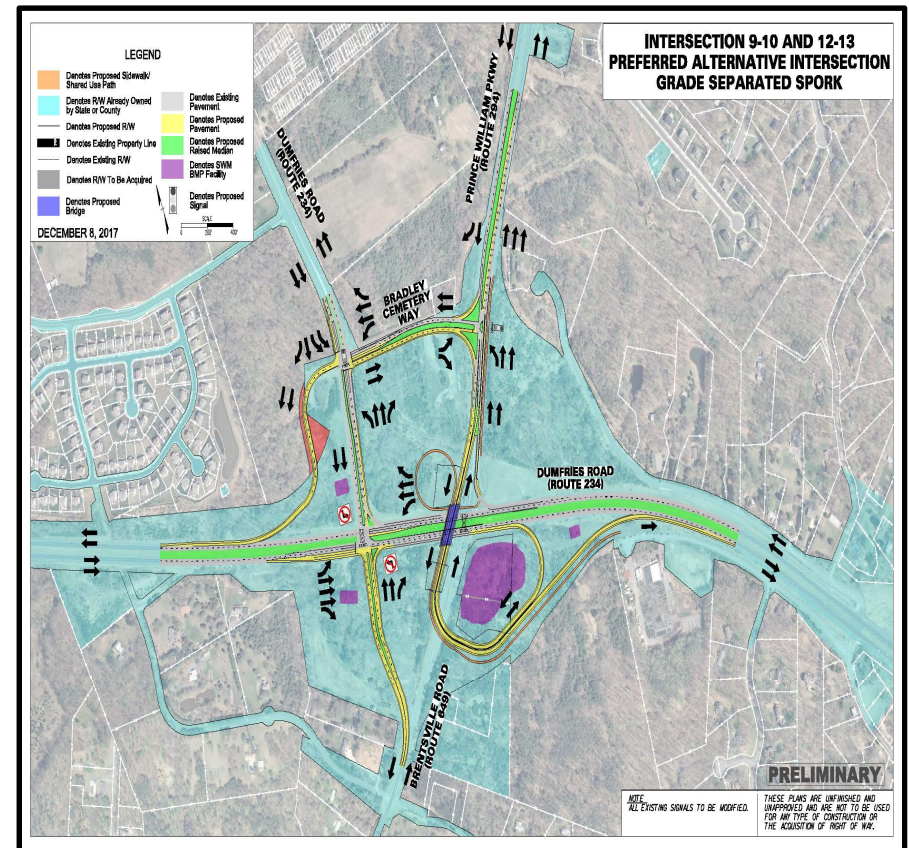 INTERSECTION 9-10 AND 12-13
PREFERRED ALTERNATIVE INTERSECTION
GRADE SEPARATED SPORK
LEGEND
Denotes Proposed Sidewalk/
Shared Use Path
Denotes R/W Already Owned
by State or County
Denotes Proposed R/W
Denotes Existing Property Line
Denotes Existing R/W
Denotes R/W To Be Acquired
Denotes Proposed
Bridge
Denotes Existing
Pavement
Denotes Proposed
Pavement
Denotes Proposed
Raised Median
Denotes SWM
BMP Facility
Denotes Proposed
Signal
SCALE
0 200' 400'
DECEMBER 8, 2017
DUMFRIES ROAD
(ROUTE 234)
PRINCE WILLIAM PKWY
(ROUTE 294)
BRADLEY
CEMETERY
WAY
DUMFRIES ROAD
(ROUTE 234)
BRENTSVILLE ROAD
(ROUTE 649)
PRELIMINARY
NOTE
ALL EXISTING SIGNALS TO BE MODIFIED.
THESE PLANS ARE UNFINISHED AND
UNAPPROVED AND ARE NOT TO BE USED
FOR ANY TYPE OF CONSTRUCTION OR
THE ACQUISITION OF RIGHT OF WAY.